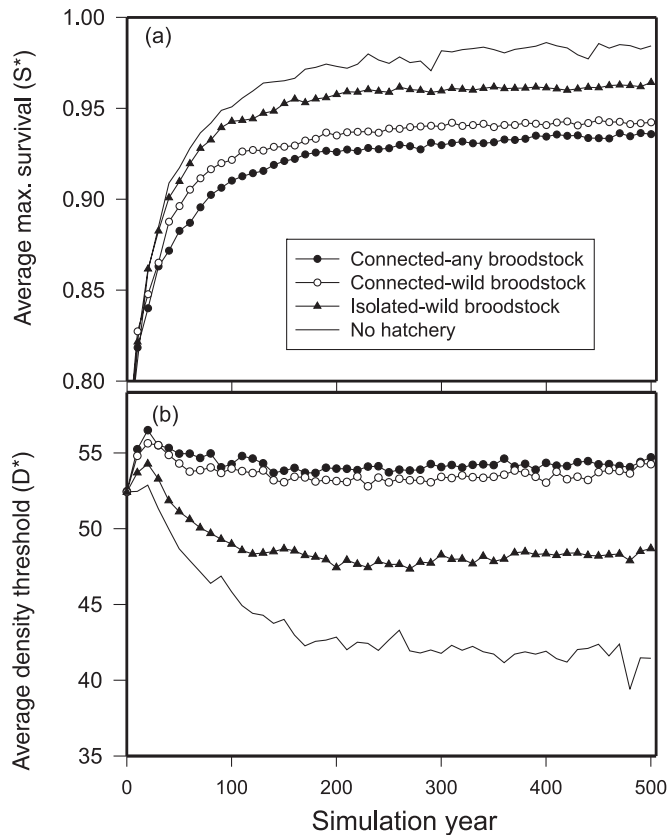 (a)
Average max. survival (S*)
1.00
0.95
0.90
0.85
0.80
Connected-any broodstock
Connected-wild broodstock
Isolated-wild broodstock
No hatchery
(b)
Average density threshold (D*)
55
50
45
40
35
0 100 200 300 400 500
Simulation year